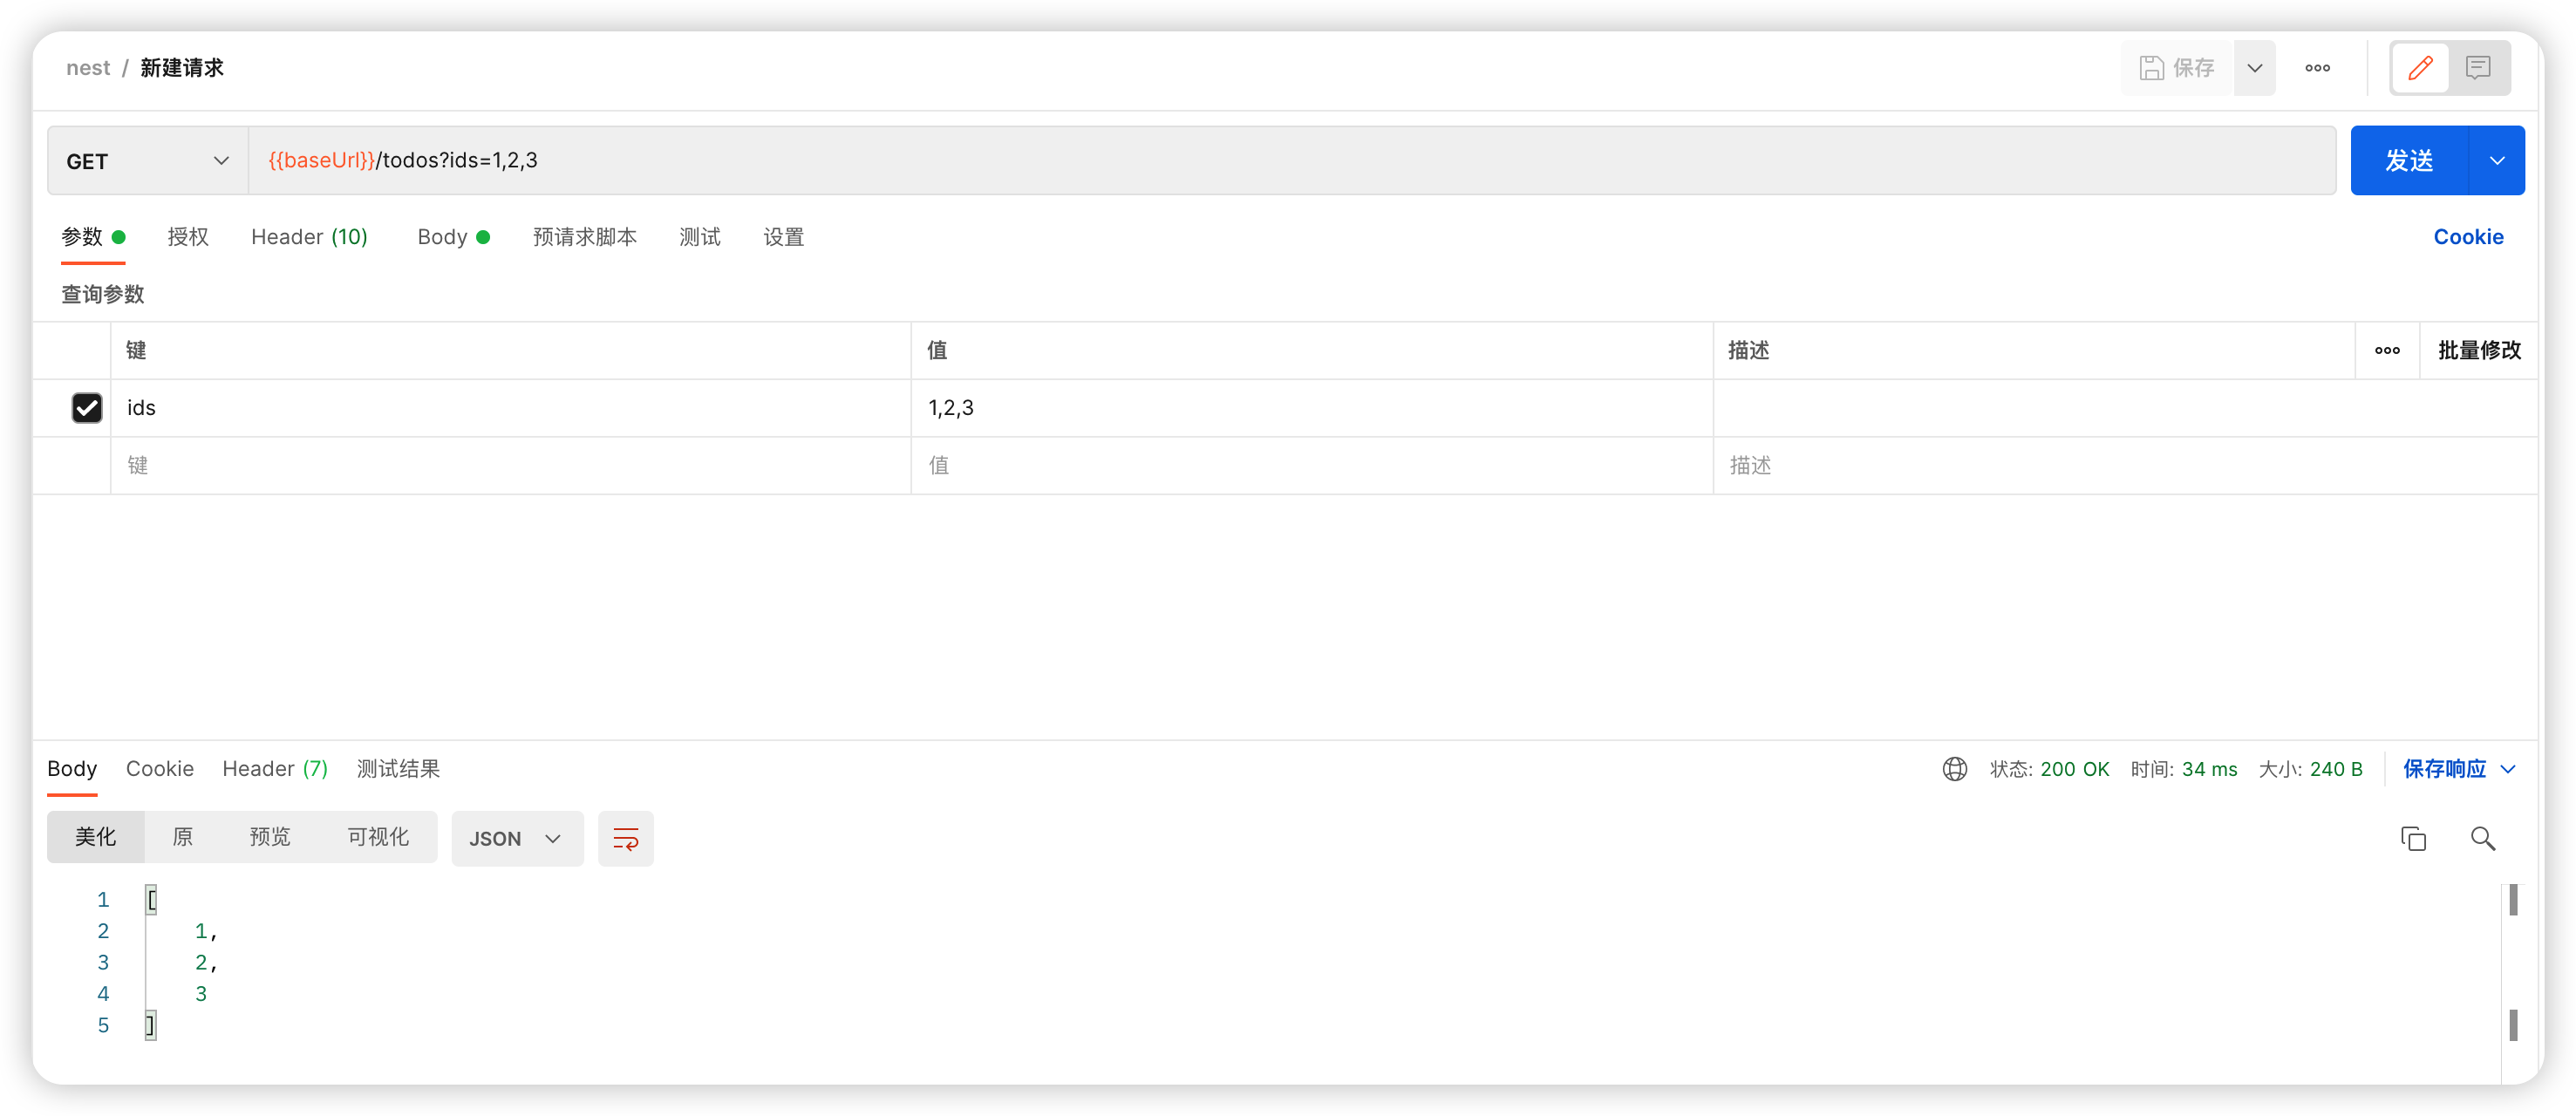 nest / 新建请求
保存
GET
{{baseUrl}}/todos?ids=1,2,3
发送
参数 授权 Header (10) Body 预请求脚本 测试 设置 Cookie
查询参数
键 值 描述 批量修改
ids 1,2,3
键 值 描述
Body Cookie Header (7) 测试结果 状态: 200 OK 时间: 34 ms 大小: 240 B 保存响应
美化 原 预览 可视化 JSON
1 [
2 1,
3 2,
4 3
5 ]